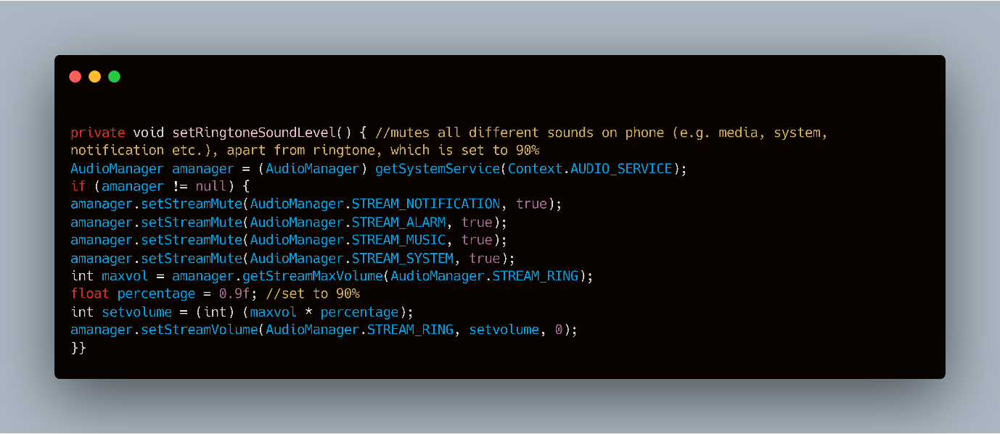 private void setRingtoneSoundLevel() { //mutes all different sounds on phone (e.g. media, system,
notification etc.), apart from ringtone, which is set to 90%
AudioManager amanager = (AudioManager) getSystemService(Context.AUDIO_SERVICE);
if (amanager != null) {
amanager.setStreamMute(AudioManager.STREAM_NOTIFICATION, true);
amanager.setStreamMute(AudioManager.STREAM_ALARM, true);
amanager.setStreamMute(AudioManager.STREAM_MUSIC, true);
amanager.setStreamMute(AudioManager.STREAM_SYSTEM, true);
int maxvol = amanager.getStreamMaxVolume(AudioManager.STREAM_RING);
float percentage = 0.9f; //set to 90%
int setvolume = (int) (maxvol * percentage);
amanager.setStreamVolume(AudioManager.STREAM_RING, setvolume, 0);
}}